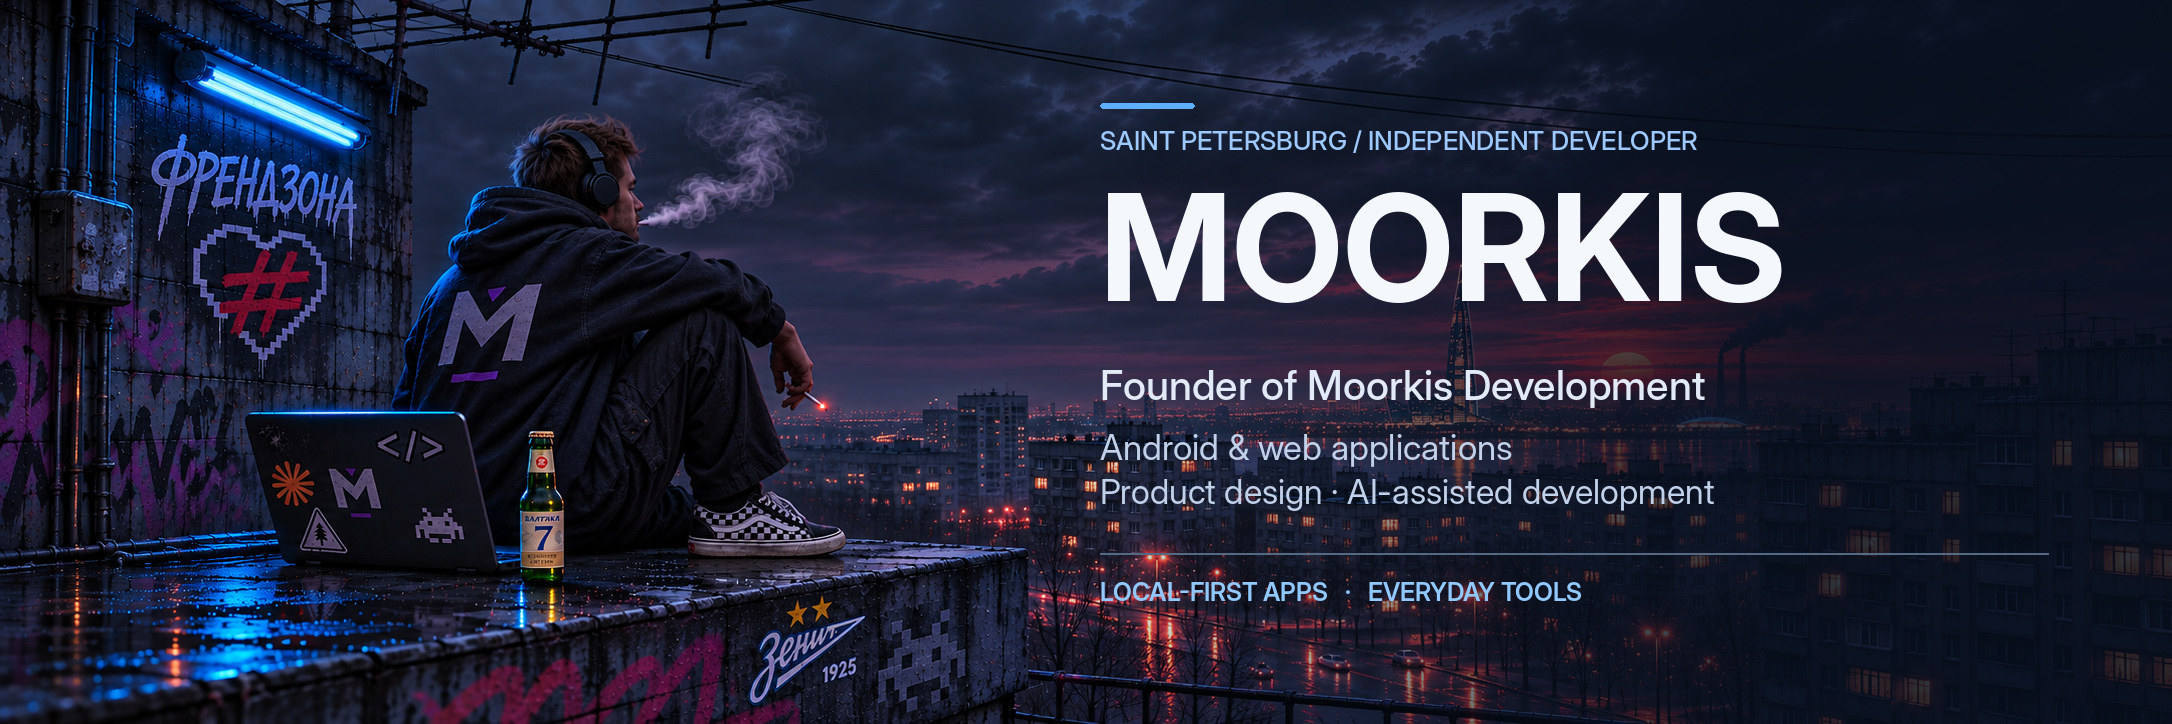 ФРЕНДЗОНА
#
M
</>
M
БАЛТИКА
7
Зенит
1925
SAINT PETERSBURG / INDEPENDENT DEVELOPER
MOORKIS
Founder of Moorkis Development
Android & web applications
Product design · AI-assisted development
LOCAL-FIRST APPS · EVERYDAY TOOLS